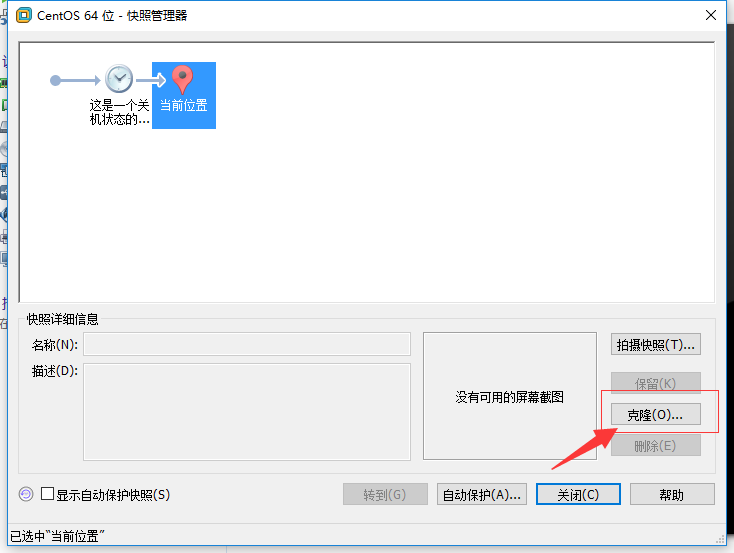 CentOS 64 位 - 快照管理器
这是一个关
机状态的...
当前位置
快照详细信息
名称(N):
描述(D):
没有可用的屏幕截图
拍摄快照(T)...
保留(K)
克隆(O)...
删除(E)
显示自动保护快照(S)
转到(G)
自动保护(A)...
关闭(C)
帮助
已选中“当前位置”